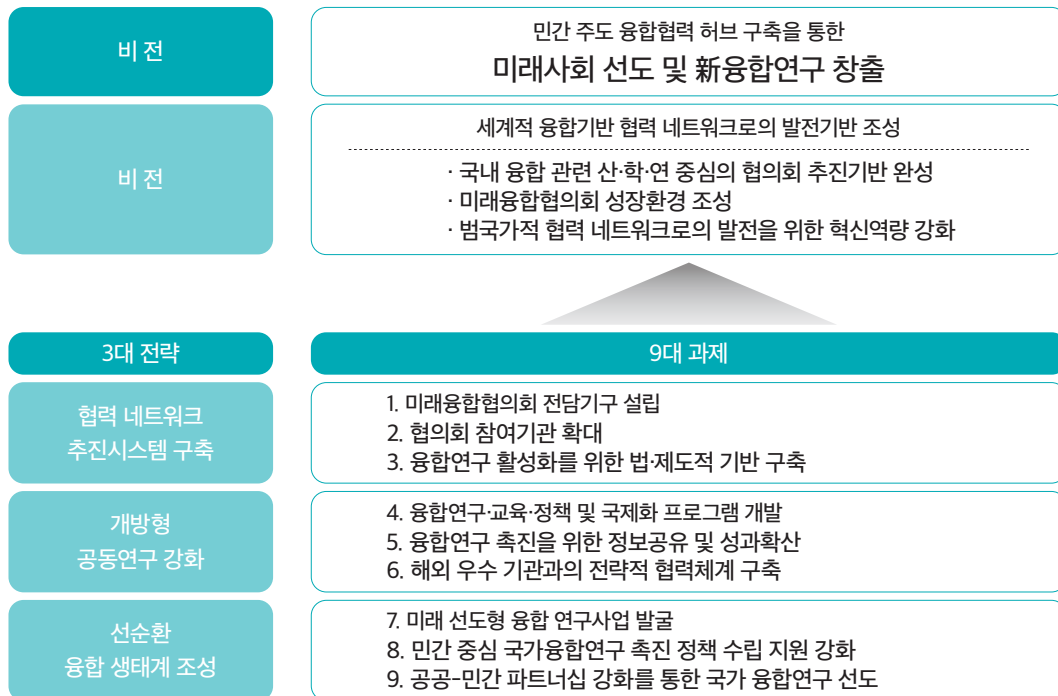 비 전
민간 주도 융합협력 허브 구축을 통한
미래사회 선도 및 新융합연구 창출
비 전
세계적 융합기반 협력 네트워크로의 발전기반 조성
· 국내 융합 관련 산·학·연 중심의 협의회 추진기반 완성
· 미래융합협의회 성장환경 조성
· 범국가적 협력 네트워크로의 발전을 위한 혁신역량 강화
3대 전략
9대 과제
협력 네트워크
추진시스템 구축
1. 미래융합협의회 전담기구 설립
2. 협의회 참여기관 확대
3. 융합연구 활성화를 위한 법·제도적 기반 구축
개방형
공동연구 강화
4. 융합연구·교육·정책 및 국제화 프로그램 개발
5. 융합연구 촉진을 위한 정보공유 및 성과확산
6. 해외 우수 기관과의 전략적 협력체계 구축
선순환
융합 생태계 조성
7. 미래 선도형 융합 연구사업 발굴
8. 민간 중심 국가융합연구 촉진 정책 수립 지원 강화
9. 공공-민간 파트너십 강화를 통한 국가 융합연구 선도